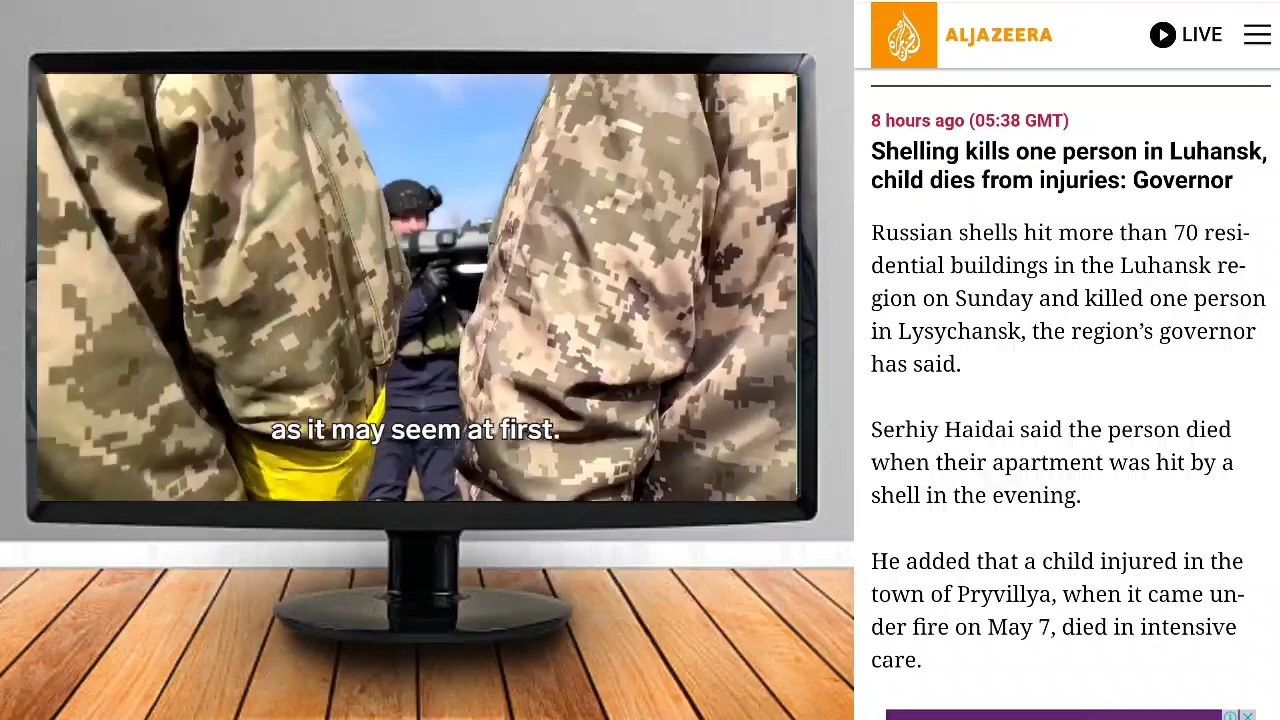 as it may seem at first.
ALJAZEERA
LIVE
8 hours ago (05:38 GMT)
Shelling kills one person in Luhansk,
child dies from injuries: Governor
Russian shells hit more than 70 resi-
dential buildings in the Luhansk re-
gion on Sunday and killed one person
in Lysychansk, the region’s governor
has said.
Serhiy Haidai said the person died
when their apartment was hit by a
shell in the evening.
He added that a child injured in the
town of Pryvillya, when it came un-
der fire on May 7, died in intensive
care.